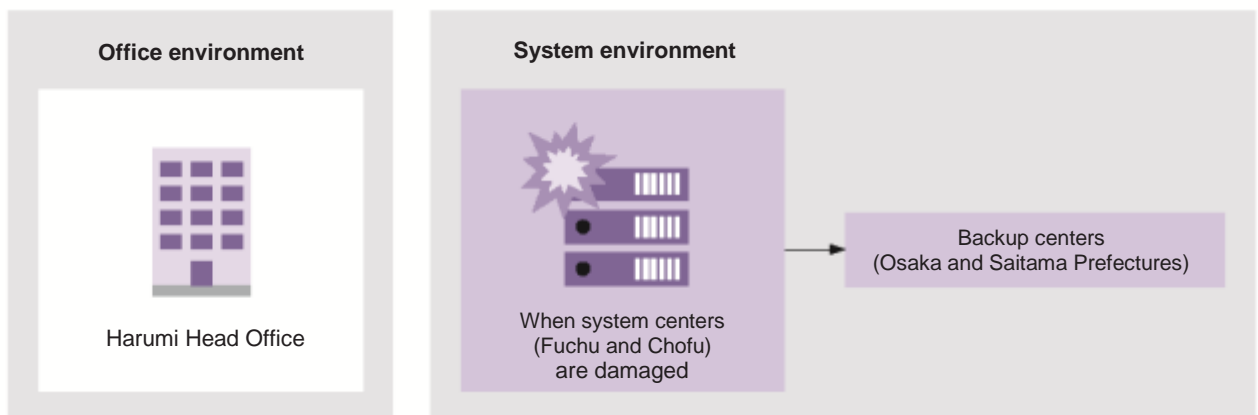 Office environment
Harumi Head Office
System environment
When system centers
(Fuchu and Chofu)
are damaged
Backup centers
(Osaka and Saitama Prefectures)